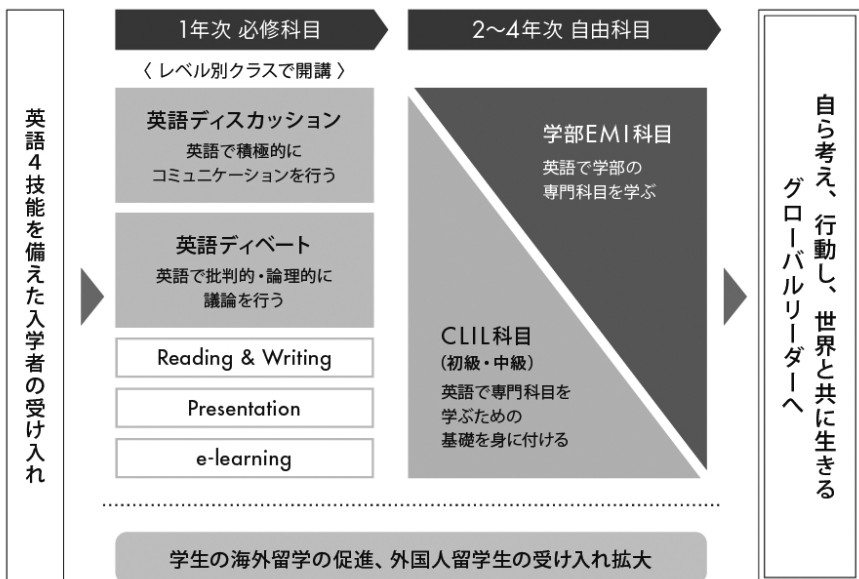 英語4技能を備えた入学者の受け入れ
1年次 必修科目
〈 レベル別クラスで開講 〉
英語ディスカッション
英語で積極的に
コミュニケーションを行う
英語ディベート
英語で批判的・論理的に
議論を行う
Reading & Writing
Presentation
e-learning
2〜4年次 自由科目
学部EMI科目
英語で学部の
専門科目を学ぶ
CLIL科目
(初級・中級)
英語で専門科目を
学ぶための
基礎を身に付ける
自ら考え、行動し、世界と共に生きる
グローバルリーダーへ
学生の海外留学の促進、外国人留学生の受け入れ拡大